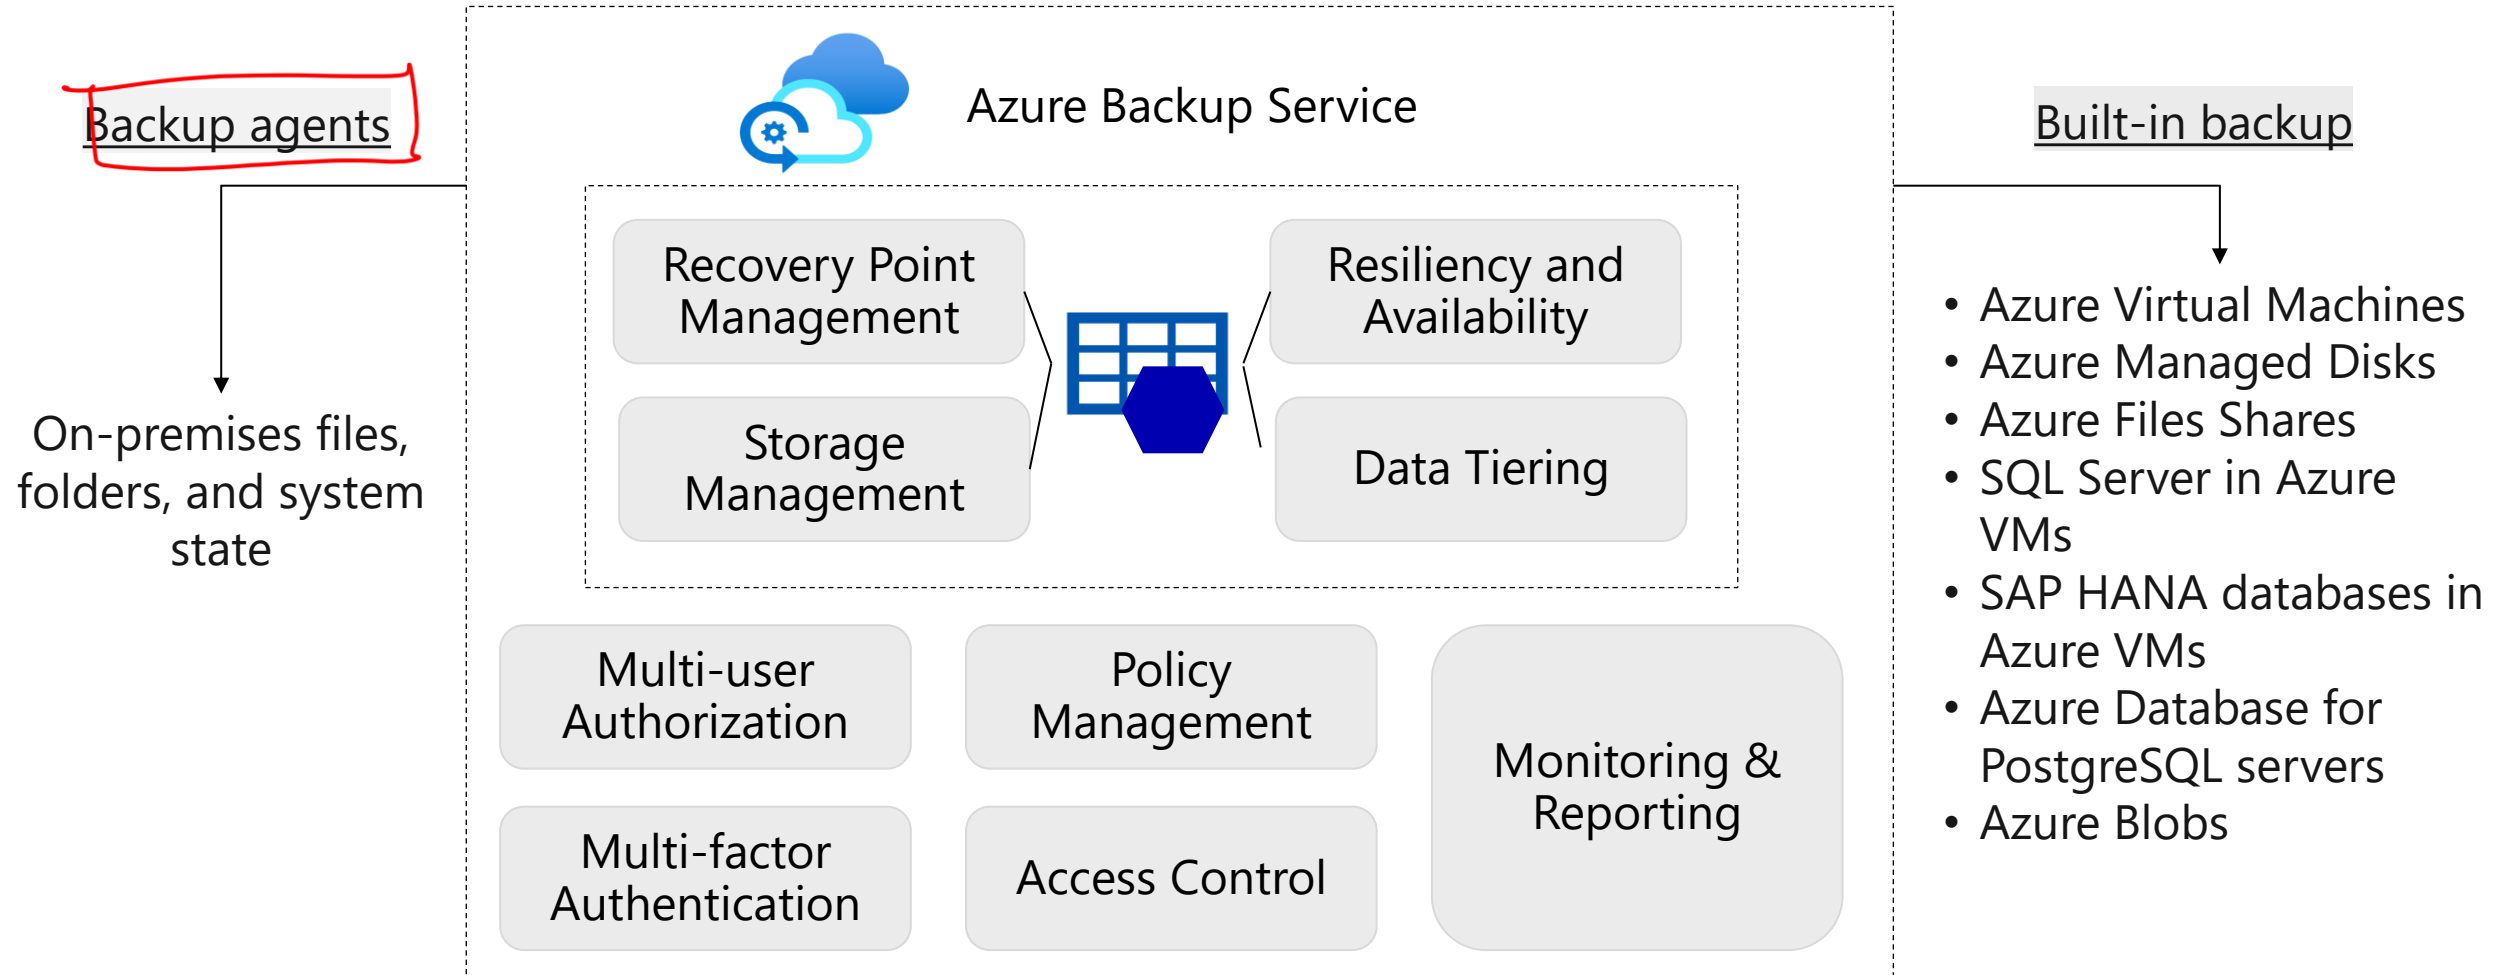 Azure Backup Service
Backup agents
On-premises files,
folders, and system
state
Recovery Point
Management
Resiliency and
Availability
Storage
Management
Data Tiering
Multi-user
Authorization
Policy
Management
Monitoring &
Reporting
Multi-factor
Authentication
Access Control
Built-in backup
• Azure Virtual Machines
• Azure Managed Disks
• Azure Files Shares
• SQL Server in Azure
VMs
• SAP HANA databases in
Azure VMs
• Azure Database for
PostgreSQL servers
• Azure Blobs